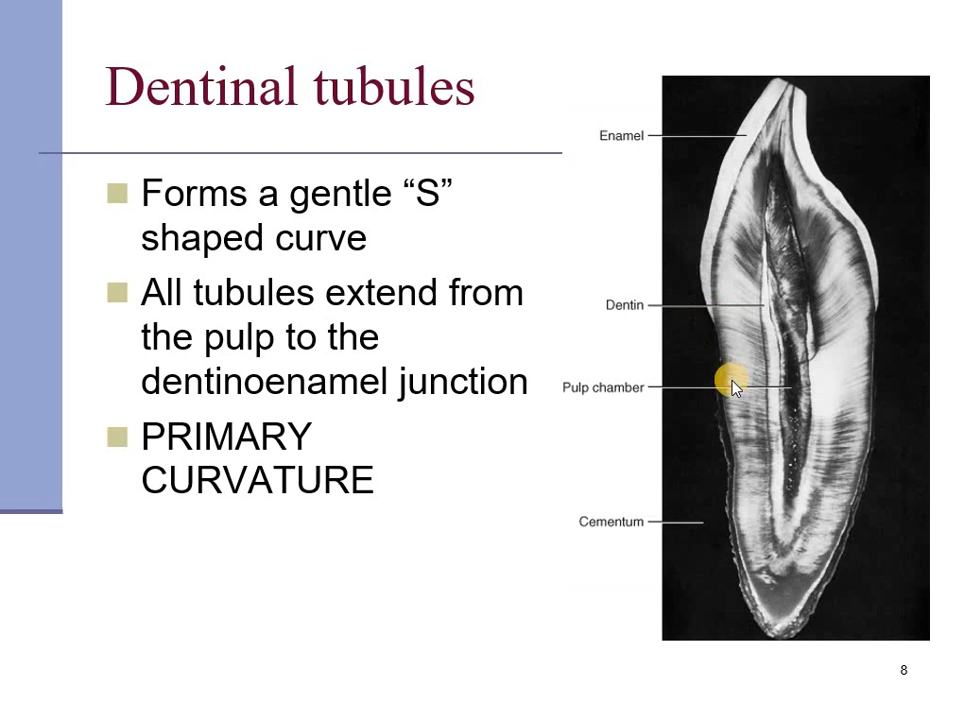 Dentinal tubules
Forms a gentle “S”
shaped curve
All tubules extend from
the pulp to the
dentinoenamel junction
PRIMARY
CURVATURE
Enamel
Dentin
Pulp chamber
Cementum
8